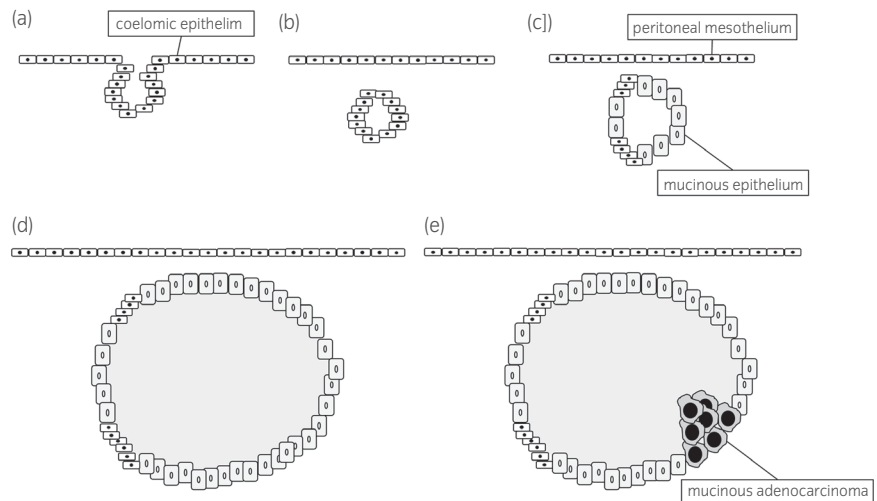 (a)
coelomic epithelim
(b)
(c])
peritoneal mesothelium
mucinous epithelium
(d)
(e)
mucinous adenocarcinoma